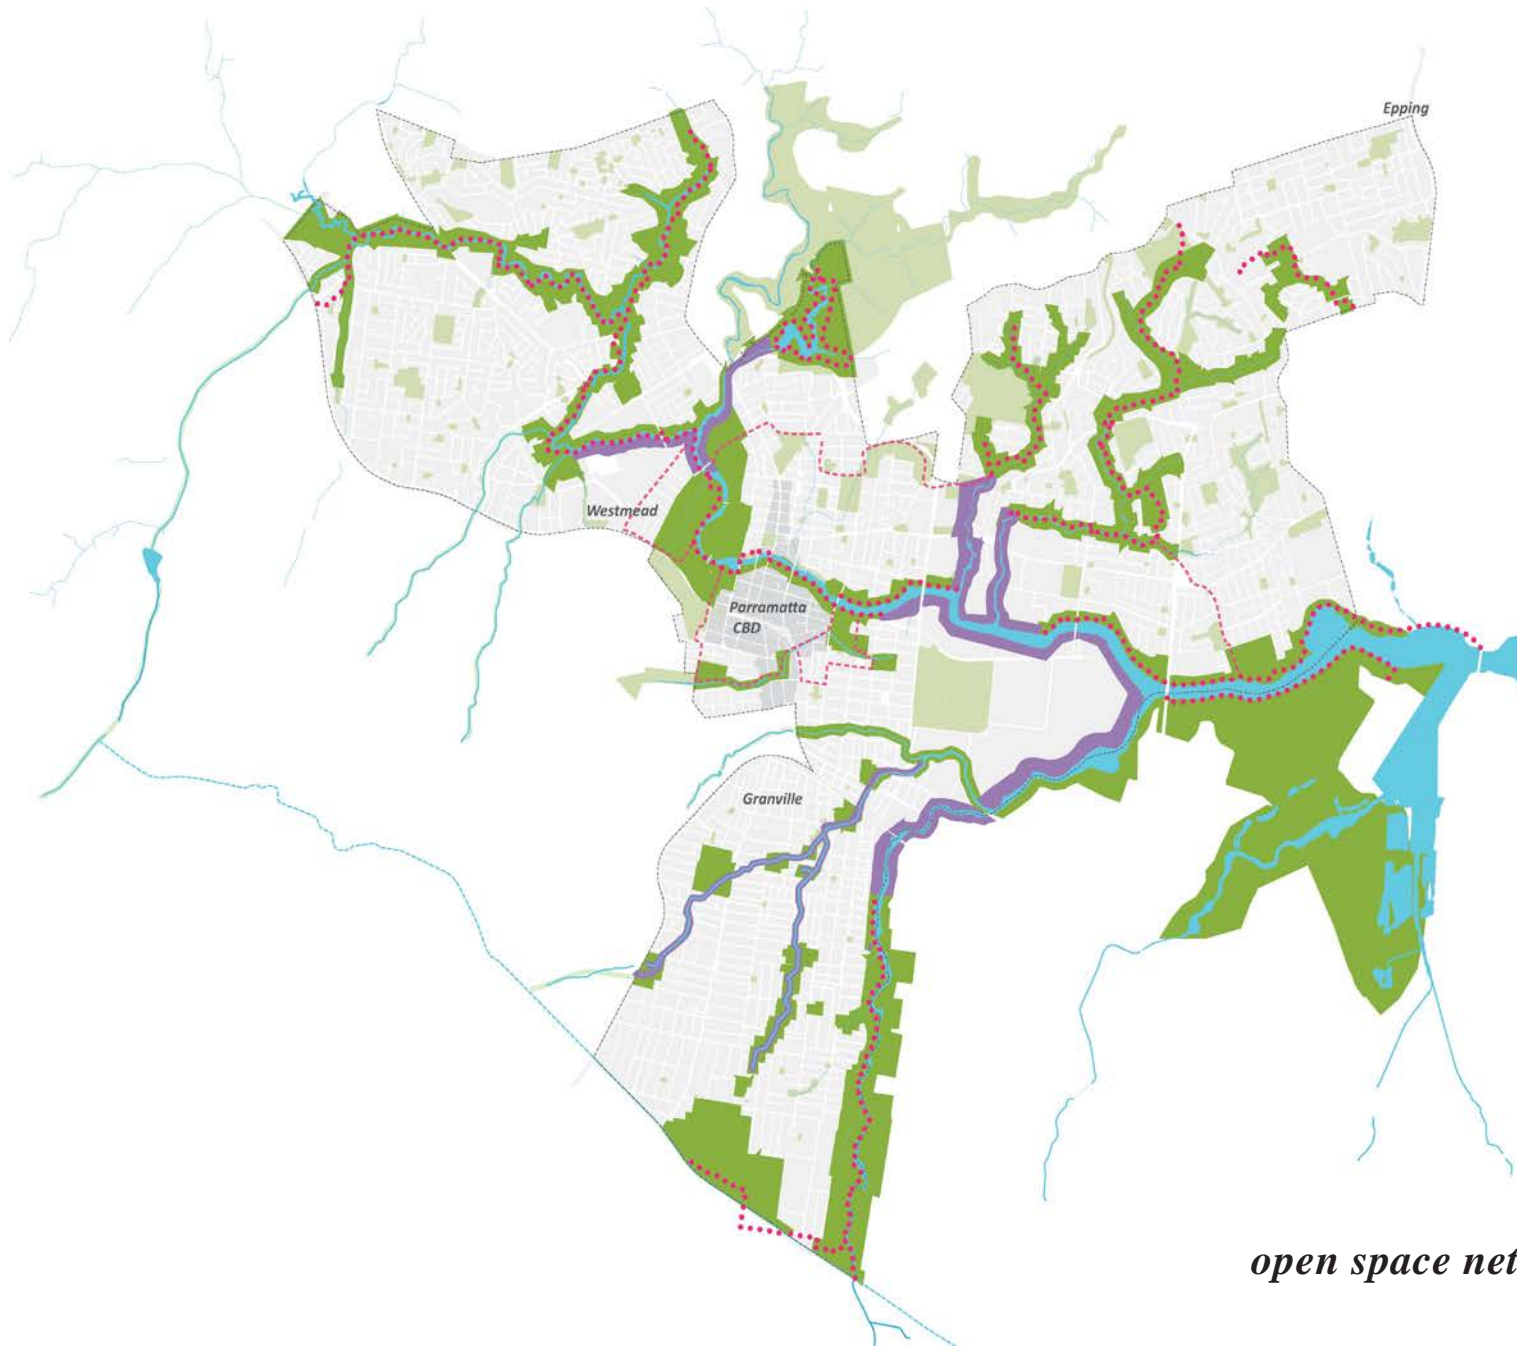 Epping
Westmead
Parramatta
CBD
Granville
open space net